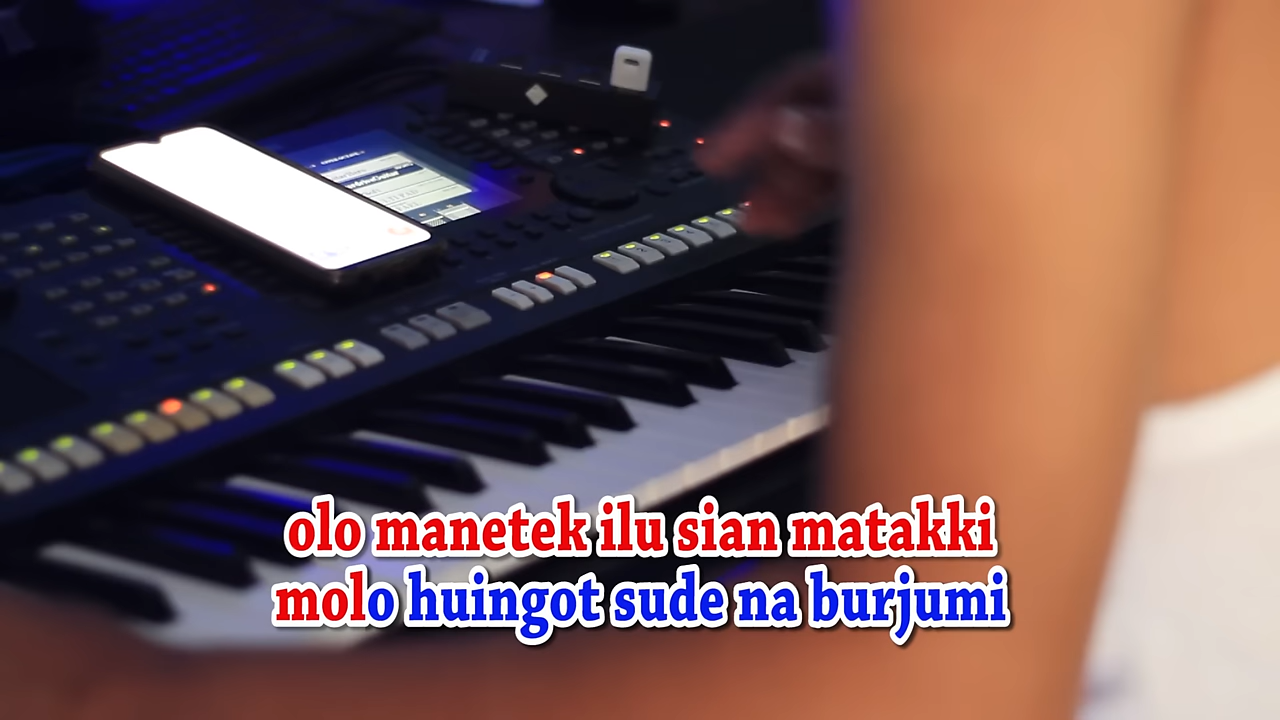 olo manetek ilu sian matakki
molo huingot sude na burjumi